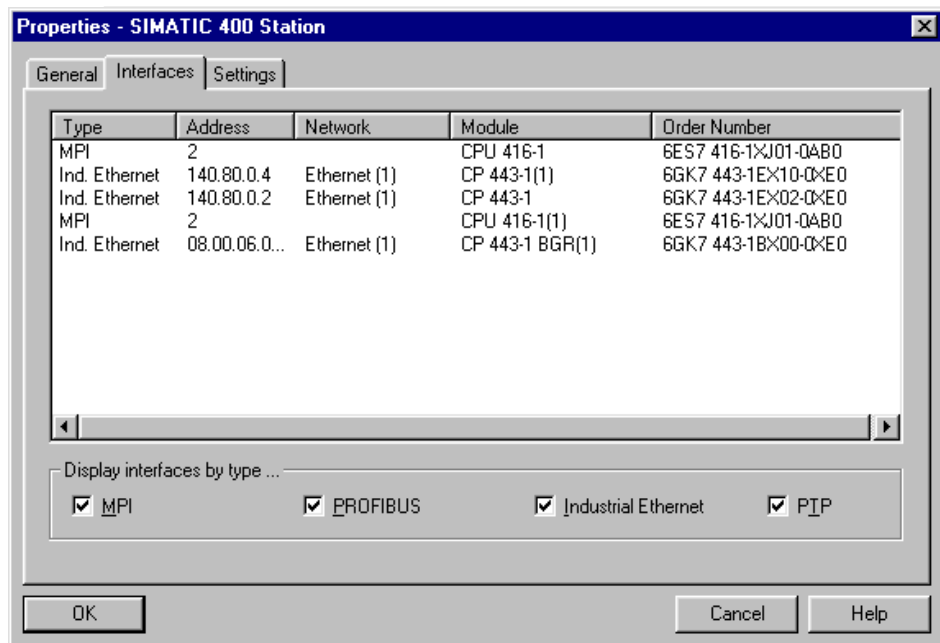 Properties - SIMATIC 400 Station
General Interfaces Settings
Type Address Network Module Order Number
MPI 2 CPU 416-1 6ES7 416-1XJ01-0AB0
Ind. Ethernet 140.80.0.4 Ethernet (1) CP 443-1(1) 6GK7 443-1EX10-0XE0
Ind. Ethernet 140.80.0.2 Ethernet (1) CP 443-1 6GK7 443-1EX02-0XE0
MPI 2 CPU 416-1(1) 6ES7 416-1XJ01-0AB0
Ind. Ethernet 08.00.06.0... Ethernet (1) CP 443-1 BGR(1) 6GK7 443-1BX00-0XE0
Display interfaces by type ...
MPI PROFIBUS Industrial Ethernet PTP
OK Cancel Help